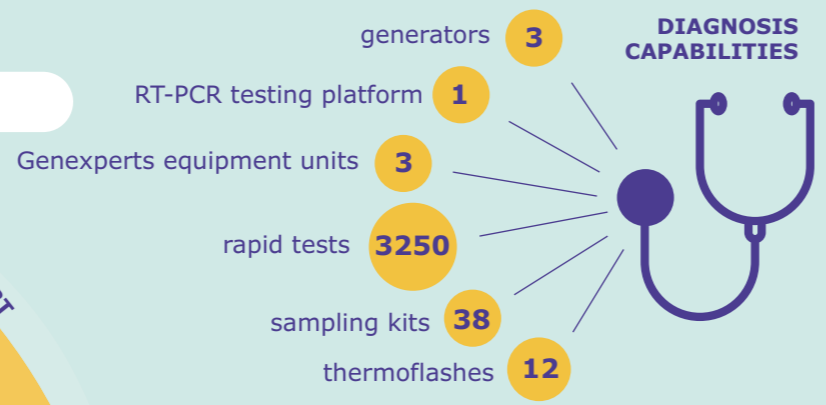 DIAGNOSIS
CAPABILITIES
generators 3
RT-PCR testing platform 1
Genexperts equipment units 3
rapid tests 3250
sampling kits 38
thermoflashes 12